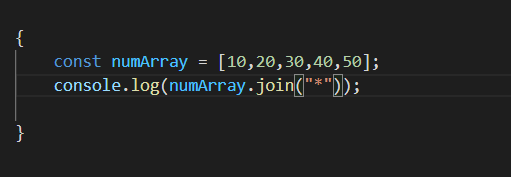 {
const numArray = [10,20,30,40,50];
console.log(numArray.join("*"));
}